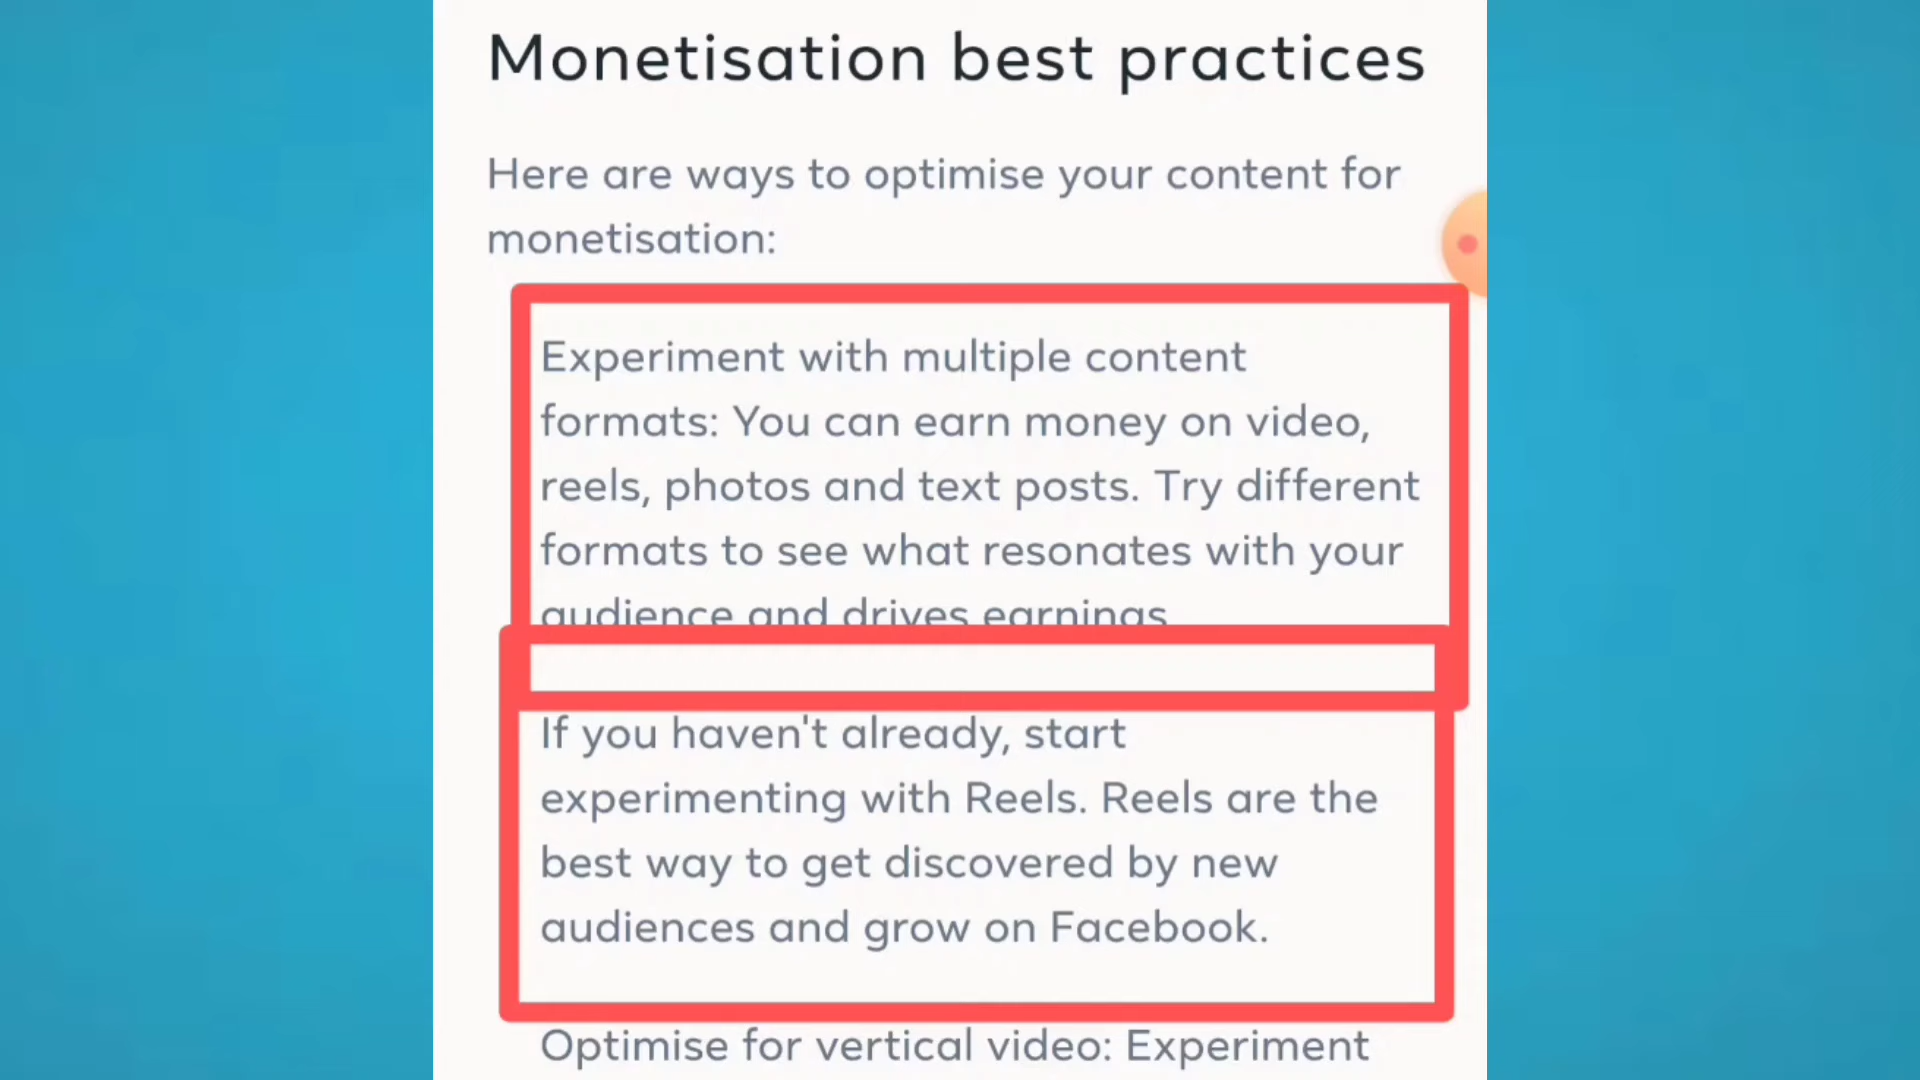 Monetisation best practices
Here are ways to optimise your content for
monetisation:
Experiment with multiple content
formats: You can earn money on video,
reels, photos and text posts. Try different
formats to see what resonates with your
audience and drives earnings
If you haven't already, start
experimenting with Reels. Reels are the
best way to get discovered by new
audiences and grow on Facebook.
Optimise for vertical video: Experiment